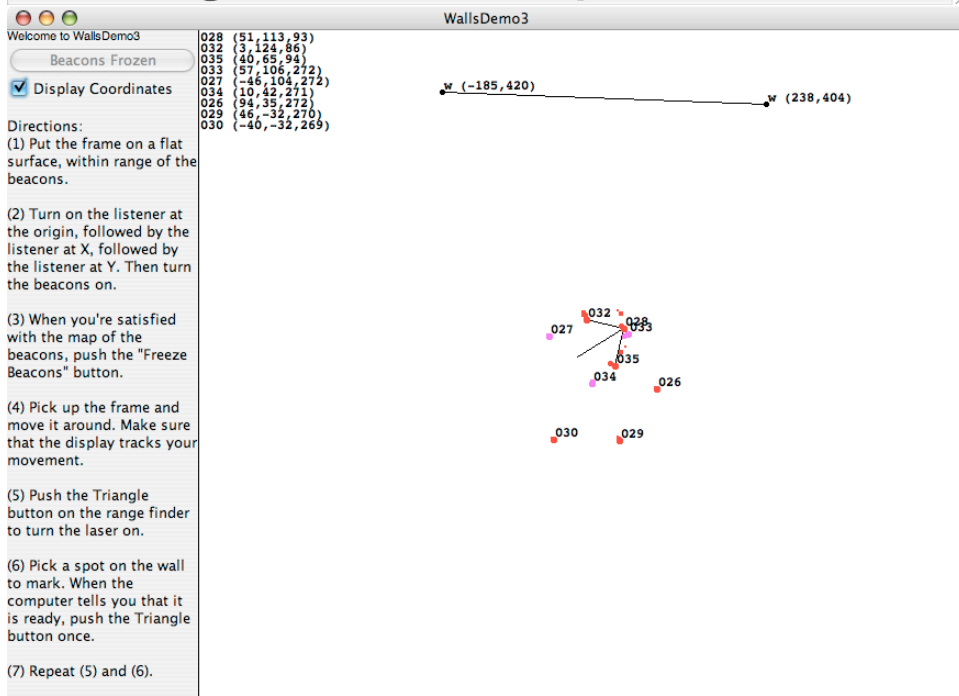 WallsDemo3
Welcome to WallsDemo3
Beacons Frozen
Display Coordinates
Directions:
(1) Put the frame on a flat
surface, within range of the
beacons.
(2) Turn on the listener at
the origin, followed by the
listener at X, followed by
the listener at Y. Then turn
the beacons on.
(3) When you're satisfied
with the map of the
beacons, push the "Freeze
Beacons" button.
(4) Pick up the frame and
move it around. Make sure
that the display tracks your
movement.
(5) Push the Triangle
button on the range finder
to turn the laser on.
(6) Pick a spot on the wall
to mark. When the
computer tells you that it
is ready, push the Triangle
button once.
(7) Repeat (5) and (6).
028 (51,113,93)
032 (3,124,86)
035 (40,65,94)
033 (57,106,272)
027 (-46,104,272)
034 (10,42,271)
026 (94,35,272)
029 (46,-32,270)
030 (-40,-32,269)
w (-185,420)
w (238,404)
032
028
027
033
035
034
026
030
029